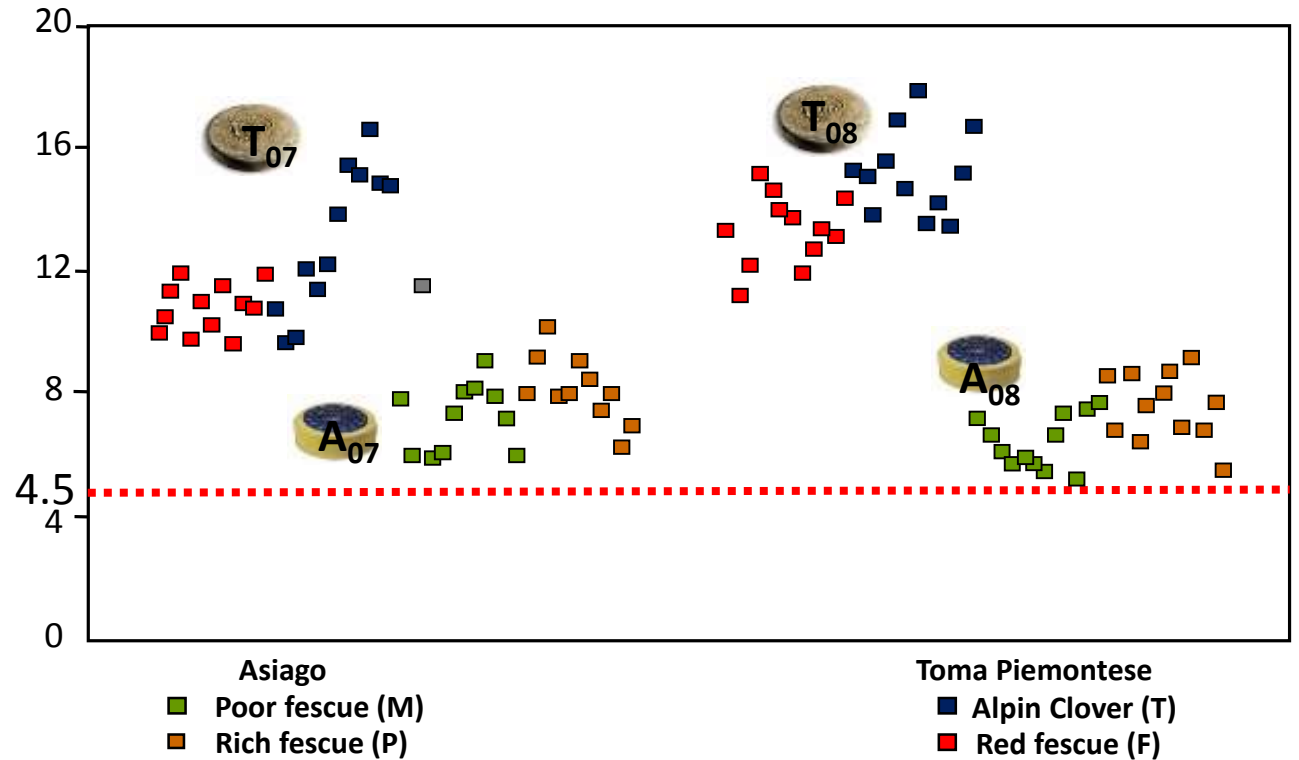 20
16
12
8
4.5
4
0
T07
A07
T08
A08
Asiago
Poor fescue (M)
Rich fescue (P)
Toma Piemontese
Alpin Clover (T)
Red fescue (F)